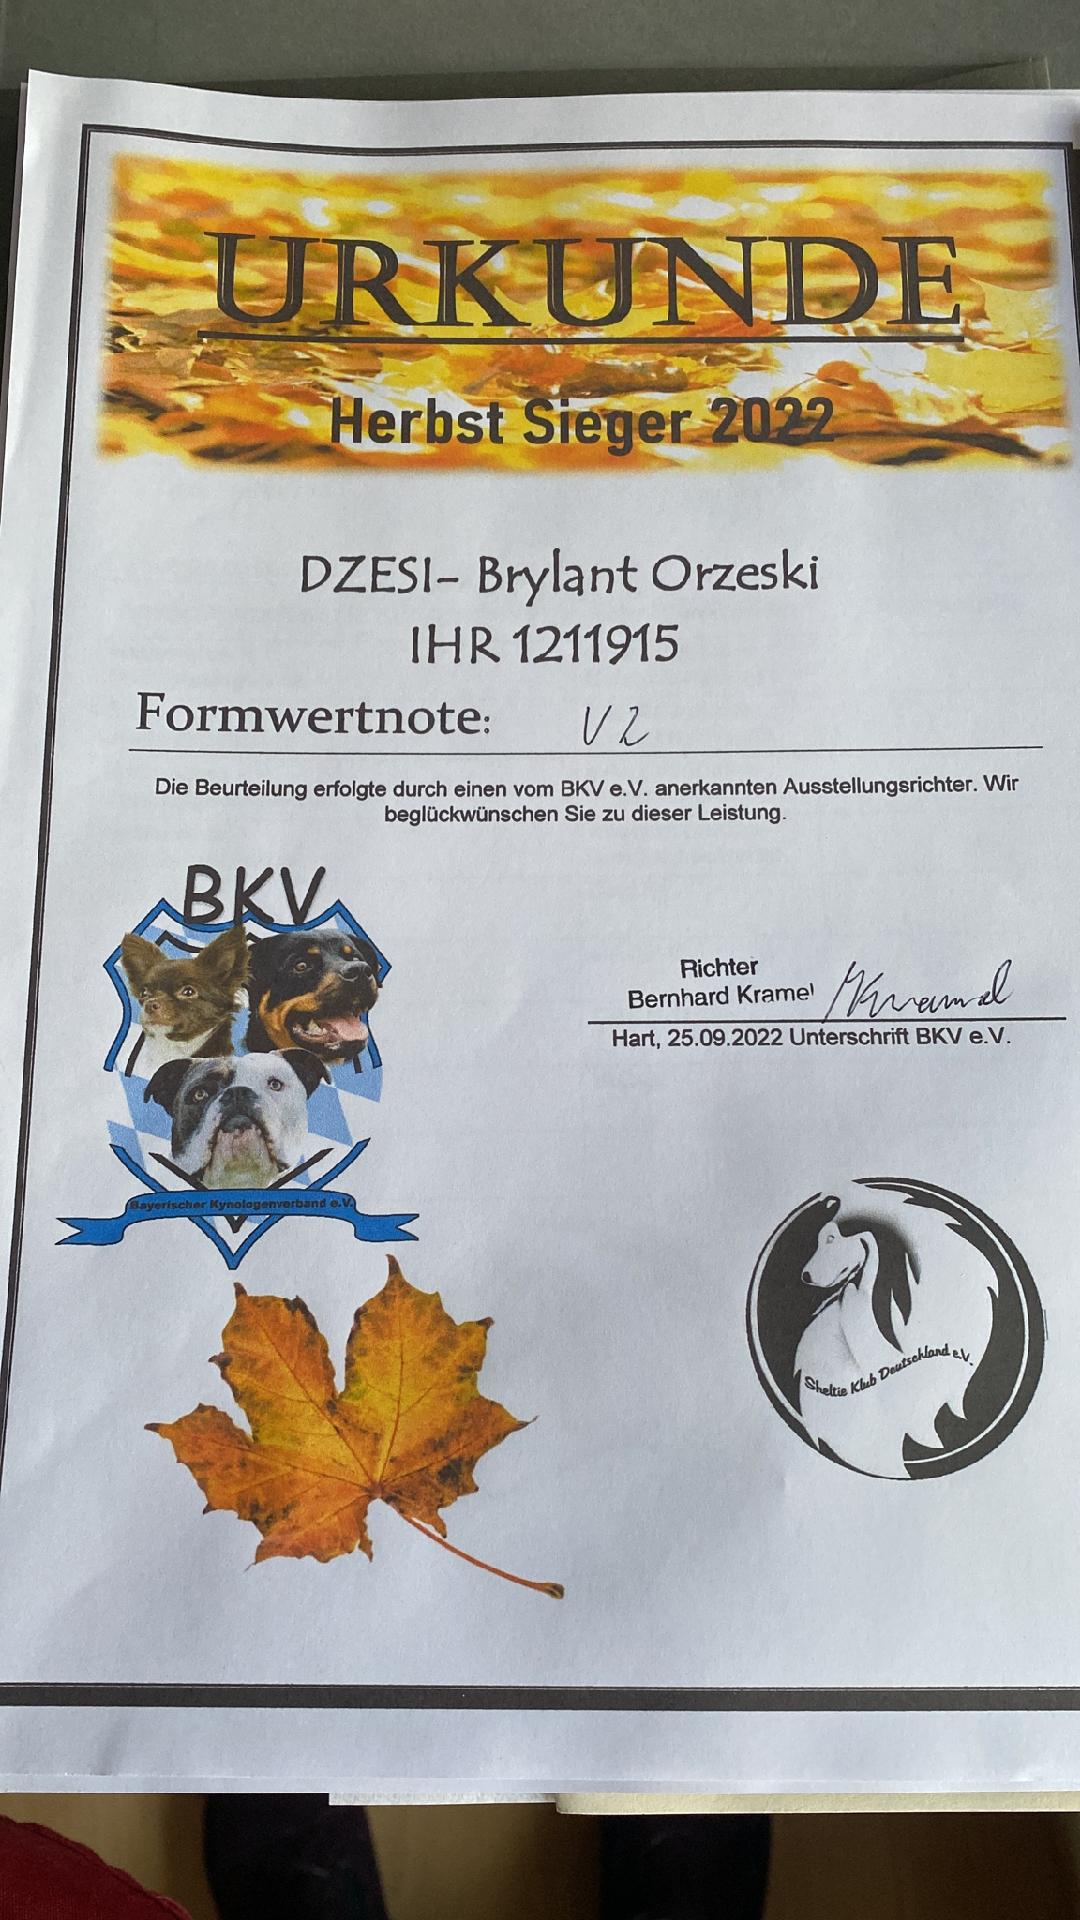 URKUNDE
Herbst Sieger 2022
DZESI- Brylant Orzeski
IHR 1211915
Formwertnote: V2
Die Beurteilung erfolgte durch einen vom BKV e.V. anerkannten Ausstellungsrichter. Wir
beglückwünschen Sie zu dieser Leistung.
BKV
Bayerischer Kynologenverband e.V.
Richter
Bernhard Kramel Kramel
Hart, 25.09.2022 Unterschrift BKV e.V.
Sheltie Klub Deutschland e.V.